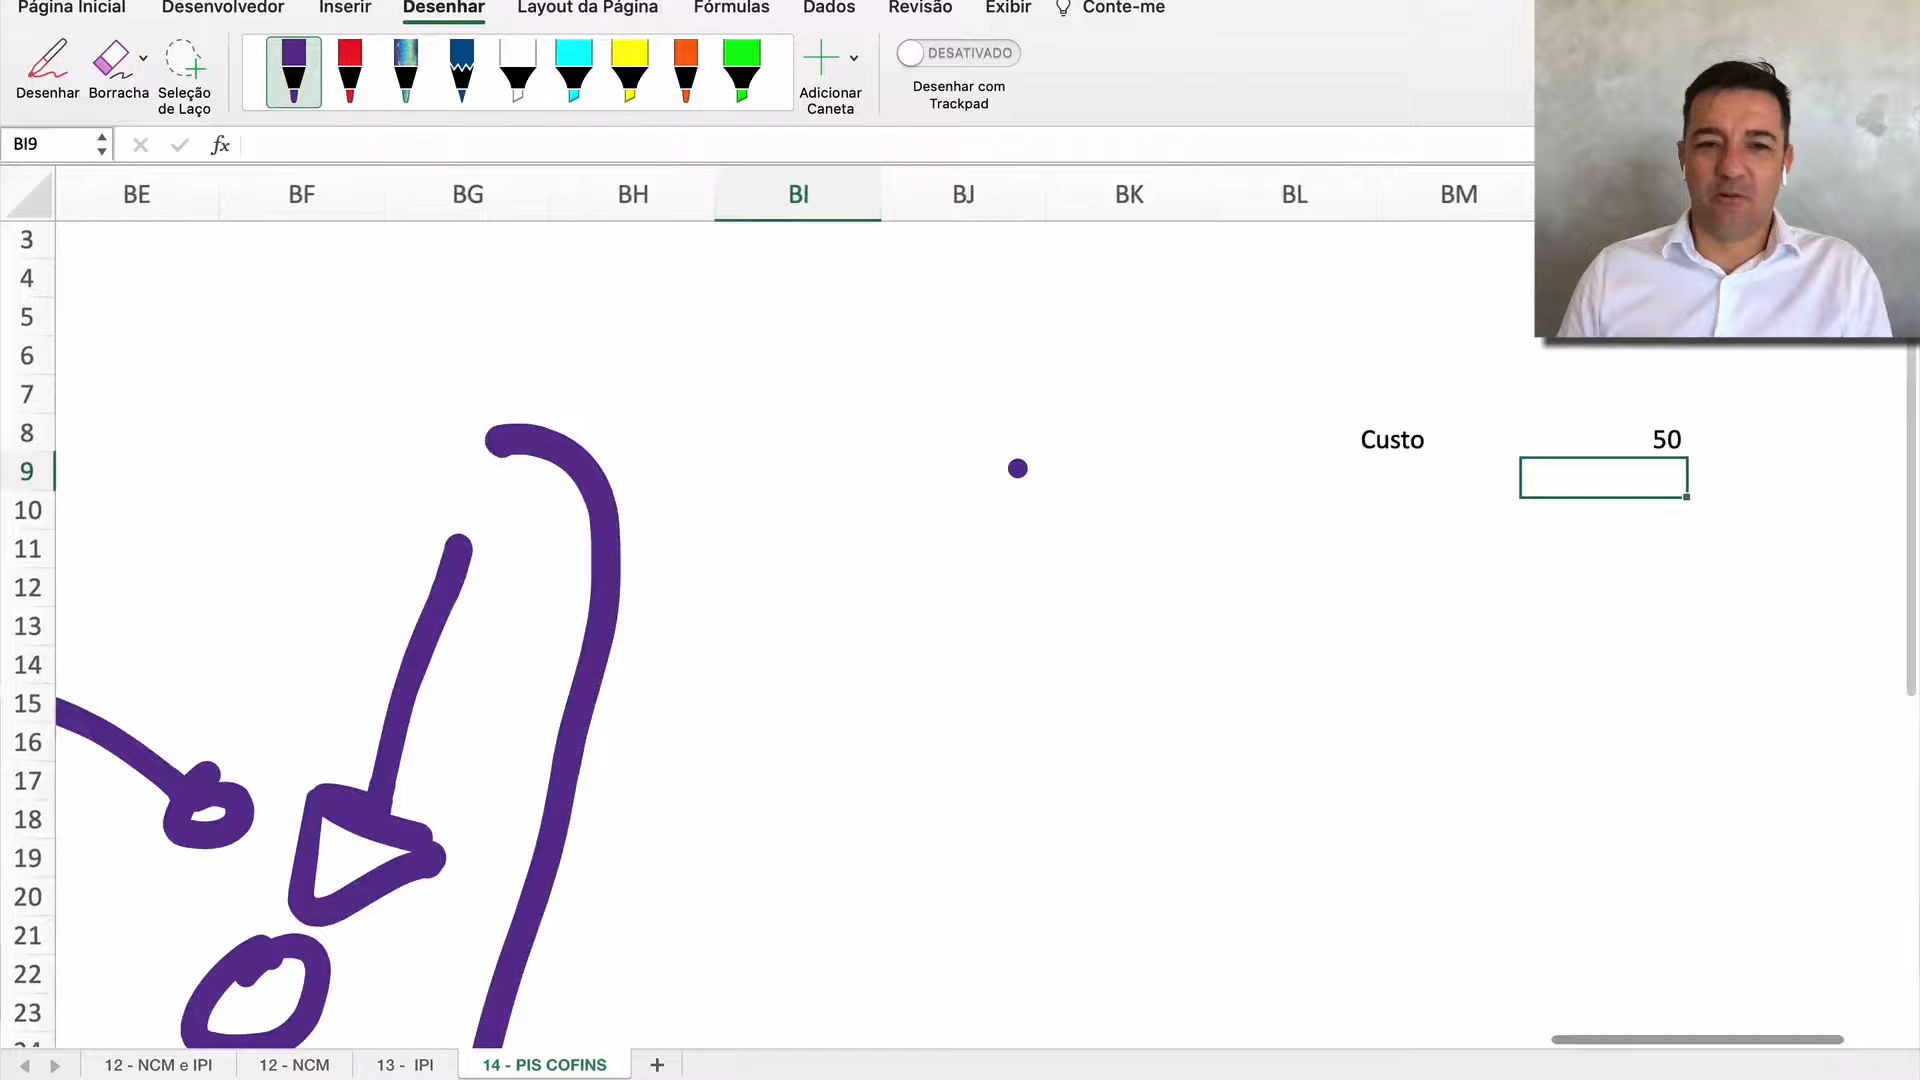 Página Inicial Desenvolvedor Inserir Desenhar Layout da Página Fórmulas Dados Revisão Exibir Conte-me
Desenhar
Borracha
Seleção
de Laço
Adicionar
Caneta
DESATIVADO
Desenhar com
Trackpad
BI9
fx
BE BF BG BH BI BJ BK BL BM
3
4
5
6
7
8 Custo 50
9
10
11
12
13
14
15
16
17
18
19
20
21
22
23
12 - NCM e IPI 12 - NCM 13 - IPI 14 - PIS COFINS +